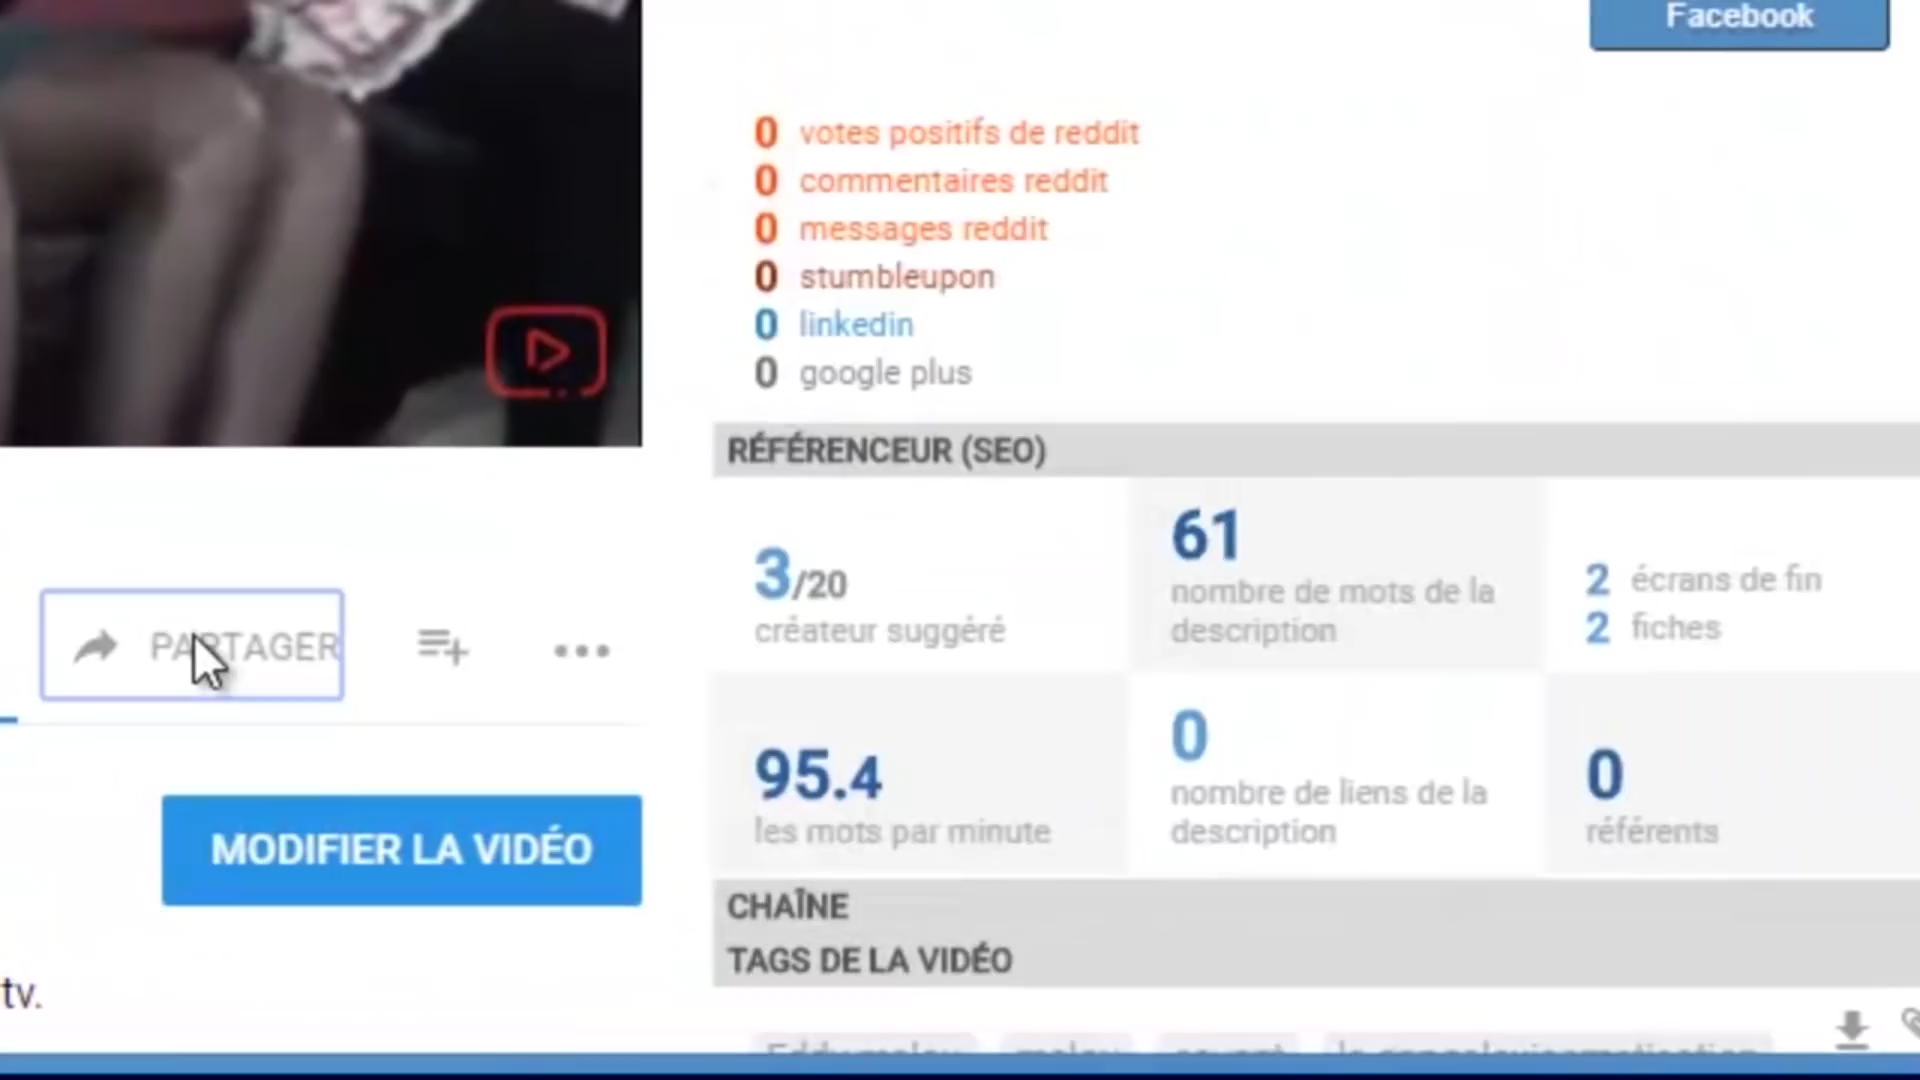 Facebook
0 votes positifs de reddit
0 commentaires reddit
0 messages reddit
0 stumbleupon
0 linkedin
0 google plus
RÉFÉRENCEUR (SEO)
3/20
créateur suggéré
61
nombre de mots de la
description
2 écrans de fin
2 fiches
95.4
les mots par minute
0
nombre de liens de la
description
0
référents
PARTAGER
MODIFIER LA VIDÉO
CHAÎNE
TAGS DE LA VIDÉO
tv.